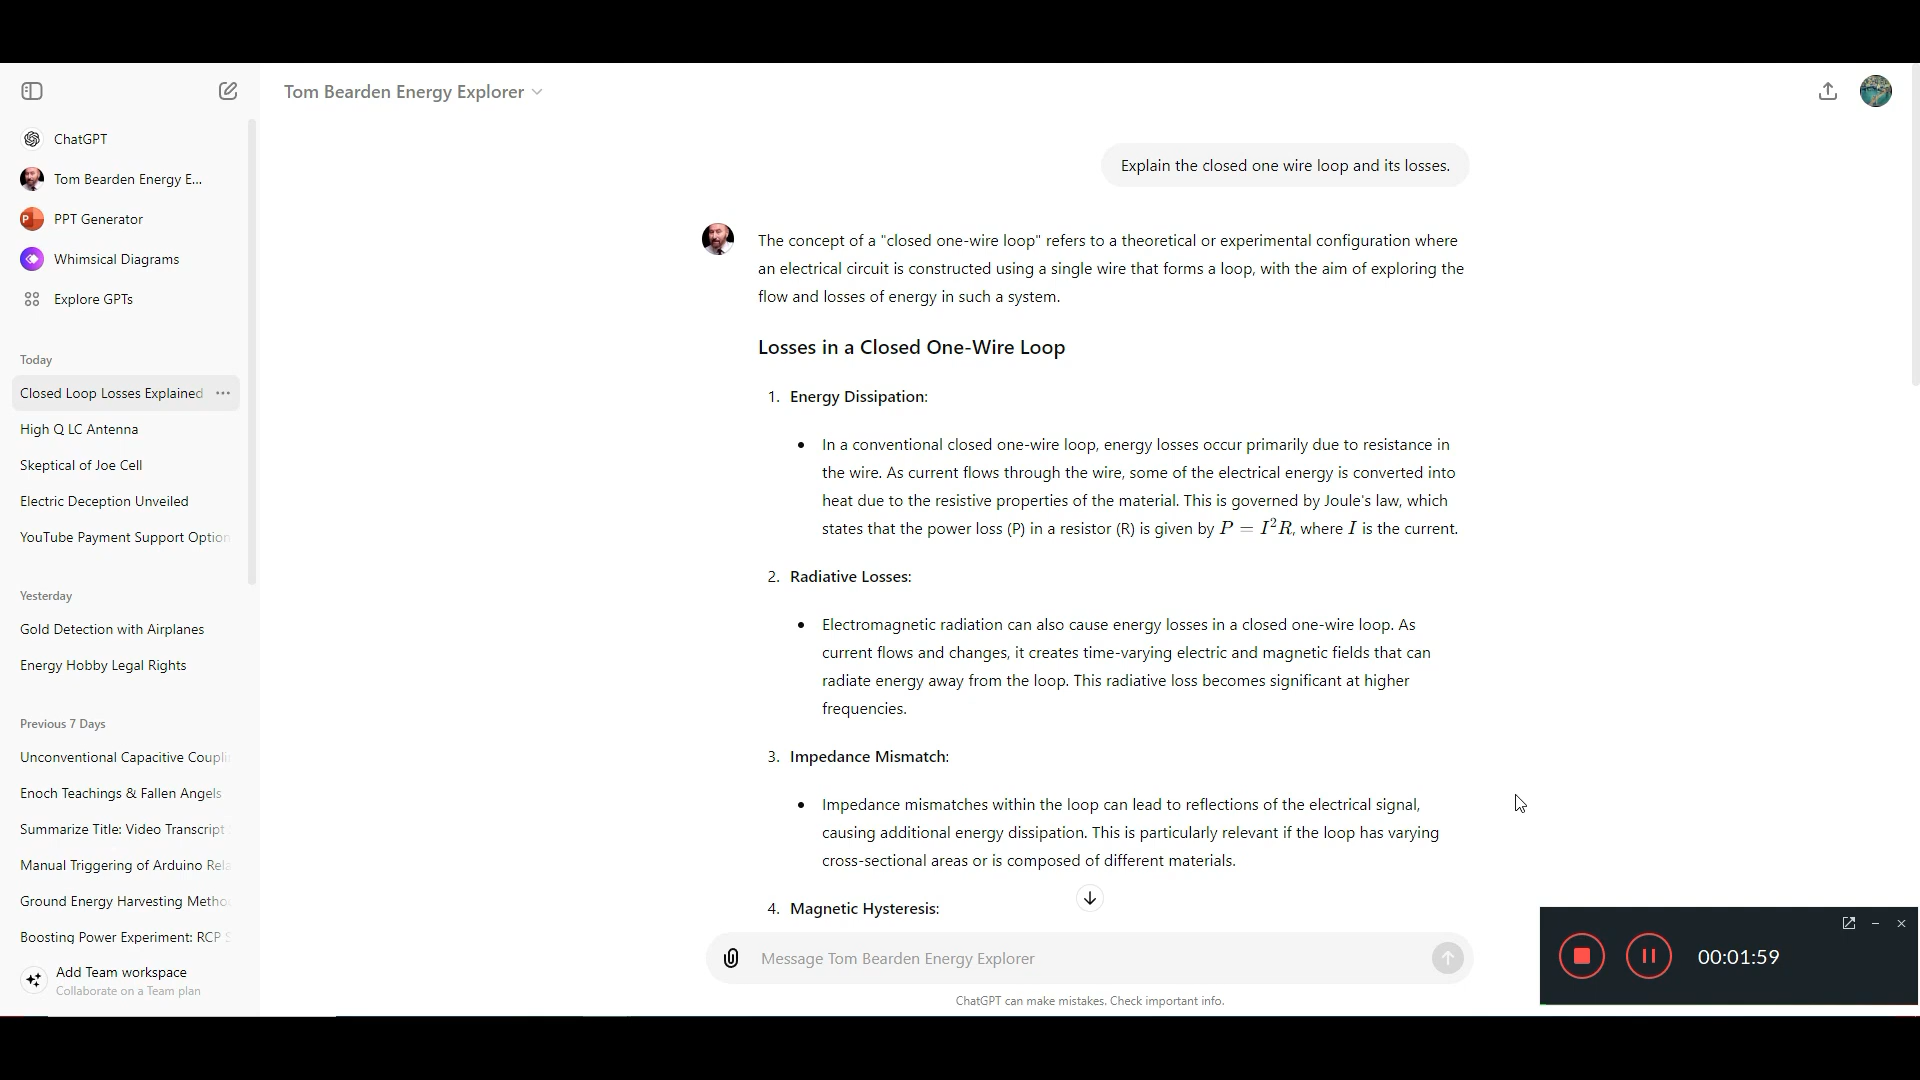 Tom Bearden Energy Explorer
ChatGPT
Tom Bearden Energy E...
PPT Generator
Whimsical Diagrams
Explore GPTs
Today
Closed Loop Losses Explained
High Q LC Antenna
Skeptical of Joe Cell
Electric Deception Unveiled
YouTube Payment Support Option
Yesterday
Gold Detection with Airplanes
Energy Hobby Legal Rights
Previous 7 Days
Unconventional Capacitive Coupli
Enoch Teachings & Fallen Angels
Summarize Title: Video Transcript
Manual Triggering of Arduino Rela
Ground Energy Harvesting Metho
Boosting Power Experiment: RCP S
Add Team workspace
Collaborate on a Team plan
Explain the closed one wire loop and its losses.
The concept of a "closed one-wire loop" refers to a theoretical or experimental configuration where
an electrical circuit is constructed using a single wire that forms a loop, with the aim of exploring the
flow and losses of energy in such a system.
Losses in a Closed One-Wire Loop
1. Energy Dissipation:
• In a conventional closed one-wire loop, energy losses occur primarily due to resistance in
the wire. As current flows through the wire, some of the electrical energy is converted into
heat due to the resistive properties of the material. This is governed by Joule's law, which
states that the power loss (P) in a resistor (R) is given by P = I²R, where I is the current.
2. Radiative Losses:
• Electromagnetic radiation can also cause energy losses in a closed one-wire loop. As
current flows and changes, it creates time-varying electric and magnetic fields that can
radiate energy away from the loop. This radiative loss becomes significant at higher
frequencies.
3. Impedance Mismatch:
• Impedance mismatches within the loop can lead to reflections of the electrical signal,
causing additional energy dissipation. This is particularly relevant if the loop has varying
cross-sectional areas or is composed of different materials.
4. Magnetic Hysteresis:
Message Tom Bearden Energy Explorer
ChatGPT can make mistakes. Check important info.
00:01:59